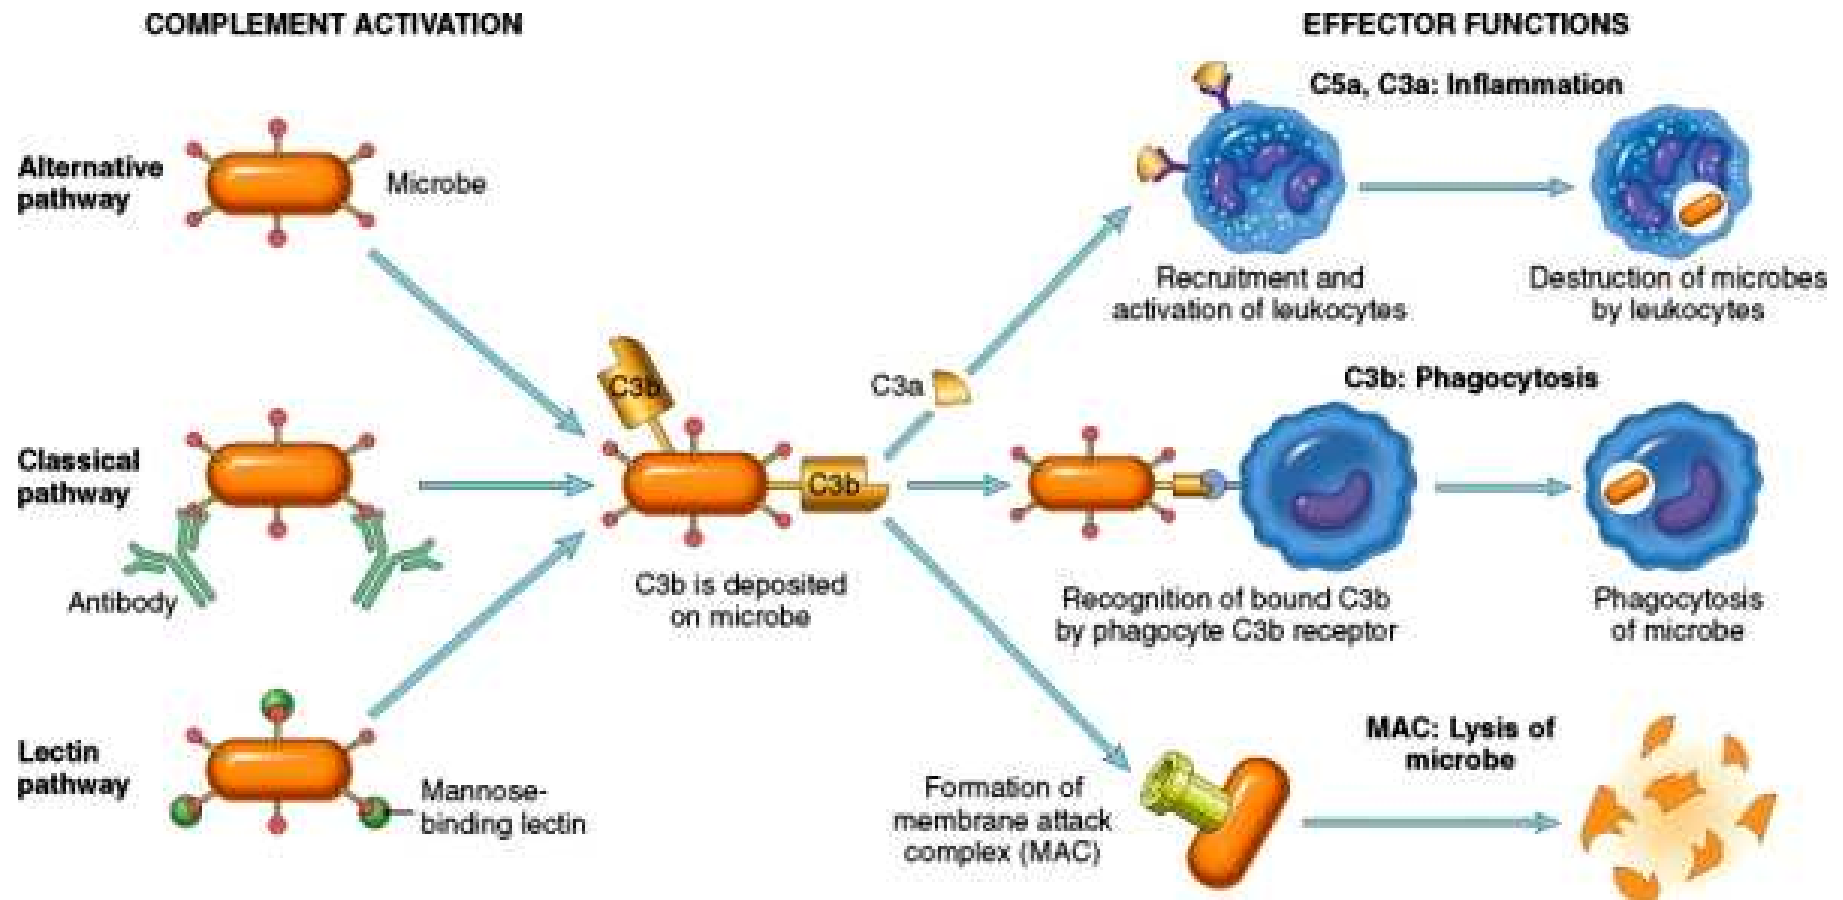 COMPLEMENT ACTIVATION
EFFECTOR FUNCTIONS
C5a, C3a: Inflammation
Alternative
pathway
Microbe
Recruitment and
activation of leukocytes
Destruction of microbes
by leukocytes
C3b
C3a
C3b: Phagocytosis
Classical
pathway
C3b
Antibody
C3b is deposited
on microbe
Recognition of bound C3b
by phagocyte C3b receptor
Phagocytosis
of microbe
Lectin
pathway
Mannose-
binding lectin
Formation of
membrane attack
complex (MAC)
MAC: Lysis of
microbe